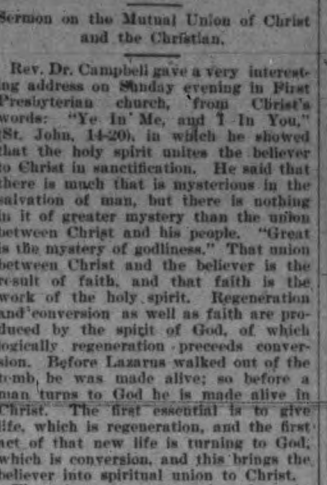 Sermon on the Mutual Union of Christ
and the Christian.
Rev. Dr. Campbell gave a very interest-
ing address on Sunday evening in First
Presbyterian church, from Christ's
words: "Ye In Me, and I In You,"
(St. John, 14-20), in which he showed
that the holy spirit unites the believer
to Christ in sanctification. He said that
there is much that is mysterious in the
salvation of man, but there is nothing
in it of greater mystery than the union
between Christ and his people. "Great
is the mystery of godliness." That union
between Christ and the believer is the
result of faith, and that faith is the
work of the holy spirit. Regeneration
and conversion as well as faith are pro-
duced by the spirit of God, of which
logically regeneration preceeds conver-
sion. Before Lazarus walked out of the
tomb, he was made alive; so before a
man turns to God he is made alive in
Christ. The first essential is to give
life, which is regeneration, and the first
act of that new life is turning to God,
which is conversion, and this brings the
believer into spiritual union to Christ.